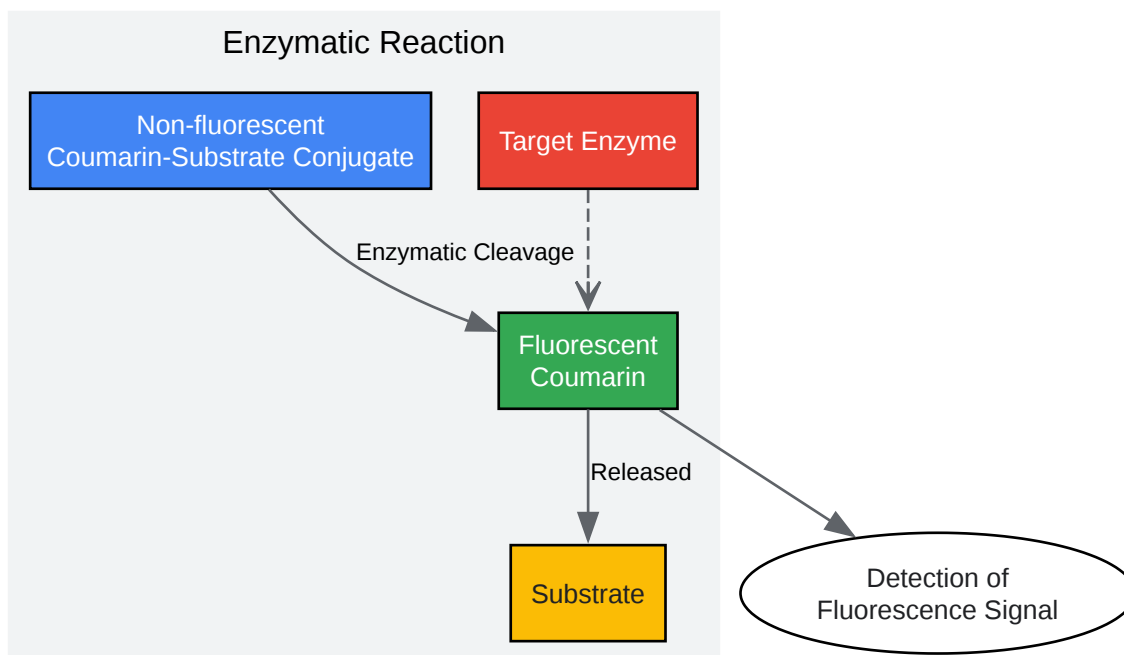 Enzymatic Reaction
Non-fluorescent
Coumarin-Substrate Conjugate
Target Enzyme
Enzymatic Cleavage
Fluorescent
Coumarin
Released
Substrate
Detection of
Fluorescence Signal